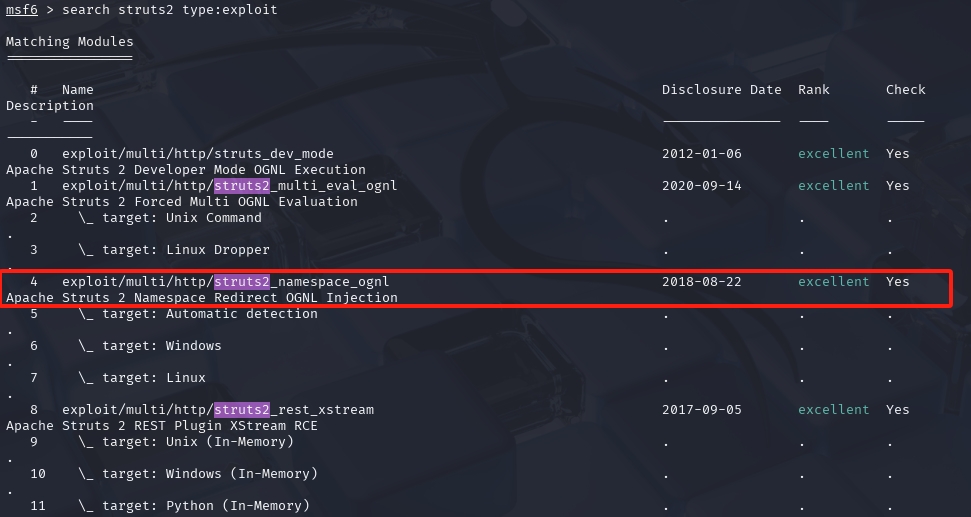 msf6 > search struts2 type:exploit
Matching Modules
================
# Name Disclosure Date Rank Check
Description
- ---- --------------- ---- -----
-----------
0 exploit/multi/http/struts_dev_mode 2012-01-06 excellent Yes
Apache Struts 2 Developer Mode OGNL Execution
1 exploit/multi/http/struts2_multi_eval_ognl 2020-09-14 excellent Yes
Apache Struts 2 Forced Multi OGNL Evaluation
2 \_ target: Unix Command . . .
.
3 \_ target: Linux Dropper . . .
.
4 exploit/multi/http/struts2_namespace_ognl 2018-08-22 excellent Yes
Apache Struts 2 Namespace Redirect OGNL Injection
5 \_ target: Automatic detection . . .
.
6 \_ target: Windows . . .
.
7 \_ target: Linux . . .
.
8 exploit/multi/http/struts2_rest_xstream 2017-09-05 excellent Yes
Apache Struts 2 REST Plugin XStream RCE
9 \_ target: Unix (In-Memory) . . .
.
10 \_ target: Windows (In-Memory) . . .
.
11 \_ target: Python (In-Memory) . . .